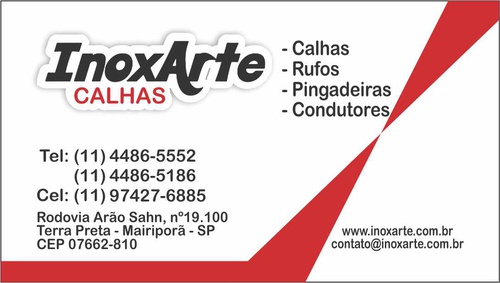 InoxArte
CALHAS
- Calhas
- Rufos
- Pingadeiras
- Condutores
Tel: (11) 4486-5552
(11) 4486-5186
Cel: (11) 97427-6885
Rodovia Arão Sahn, nº19.100
Terra Preta - Mairiporã - SP
CEP 07662-810
www.inoxarte.com.br
contato@inoxarte.com.br